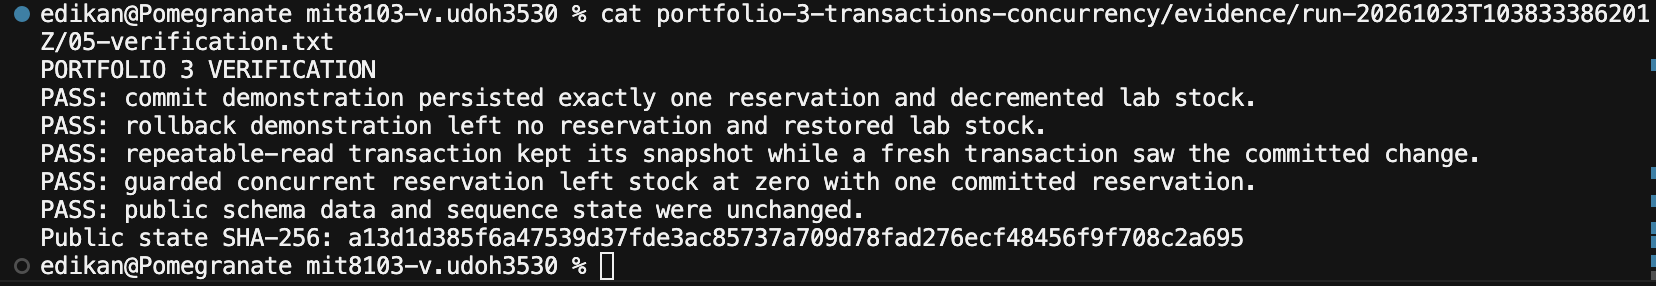 edikan@Pomegranate mit8103-v.udoh3530 % cat portfolio-3-transactions-concurrency/evidence/run-20261023T103833386201
Z/05-verification.txt
PORTFOLIO 3 VERIFICATION
PASS: commit demonstration persisted exactly one reservation and decremented lab stock.
PASS: rollback demonstration left no reservation and restored lab stock.
PASS: repeatable-read transaction kept its snapshot while a fresh transaction saw the committed change.
PASS: guarded concurrent reservation left stock at zero with one committed reservation.
PASS: public schema data and sequence state were unchanged.
Public state SHA-256: a13d1d385f6a47539d37fde3ac85737a709d78fad276ecf48456f9f708c2a695
edikan@Pomegranate mit8103-v.udoh3530 %